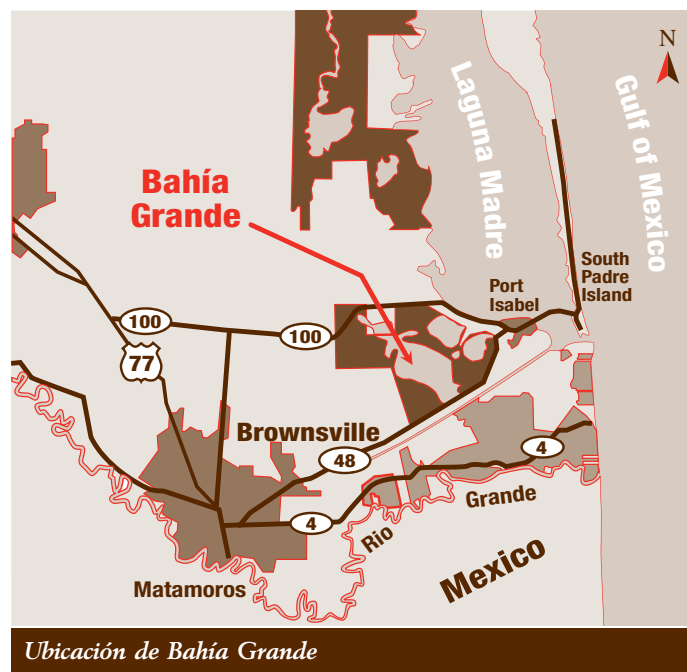 N
Laguna Madre
Gulf of Mexico
Bahía
Grande
South
Padre
Island
Port
Isabel
100
100
77
Brownsville
48
4
4
Grande
Rio
Mexico
Matamoros
Ubicación de Bahía Grande